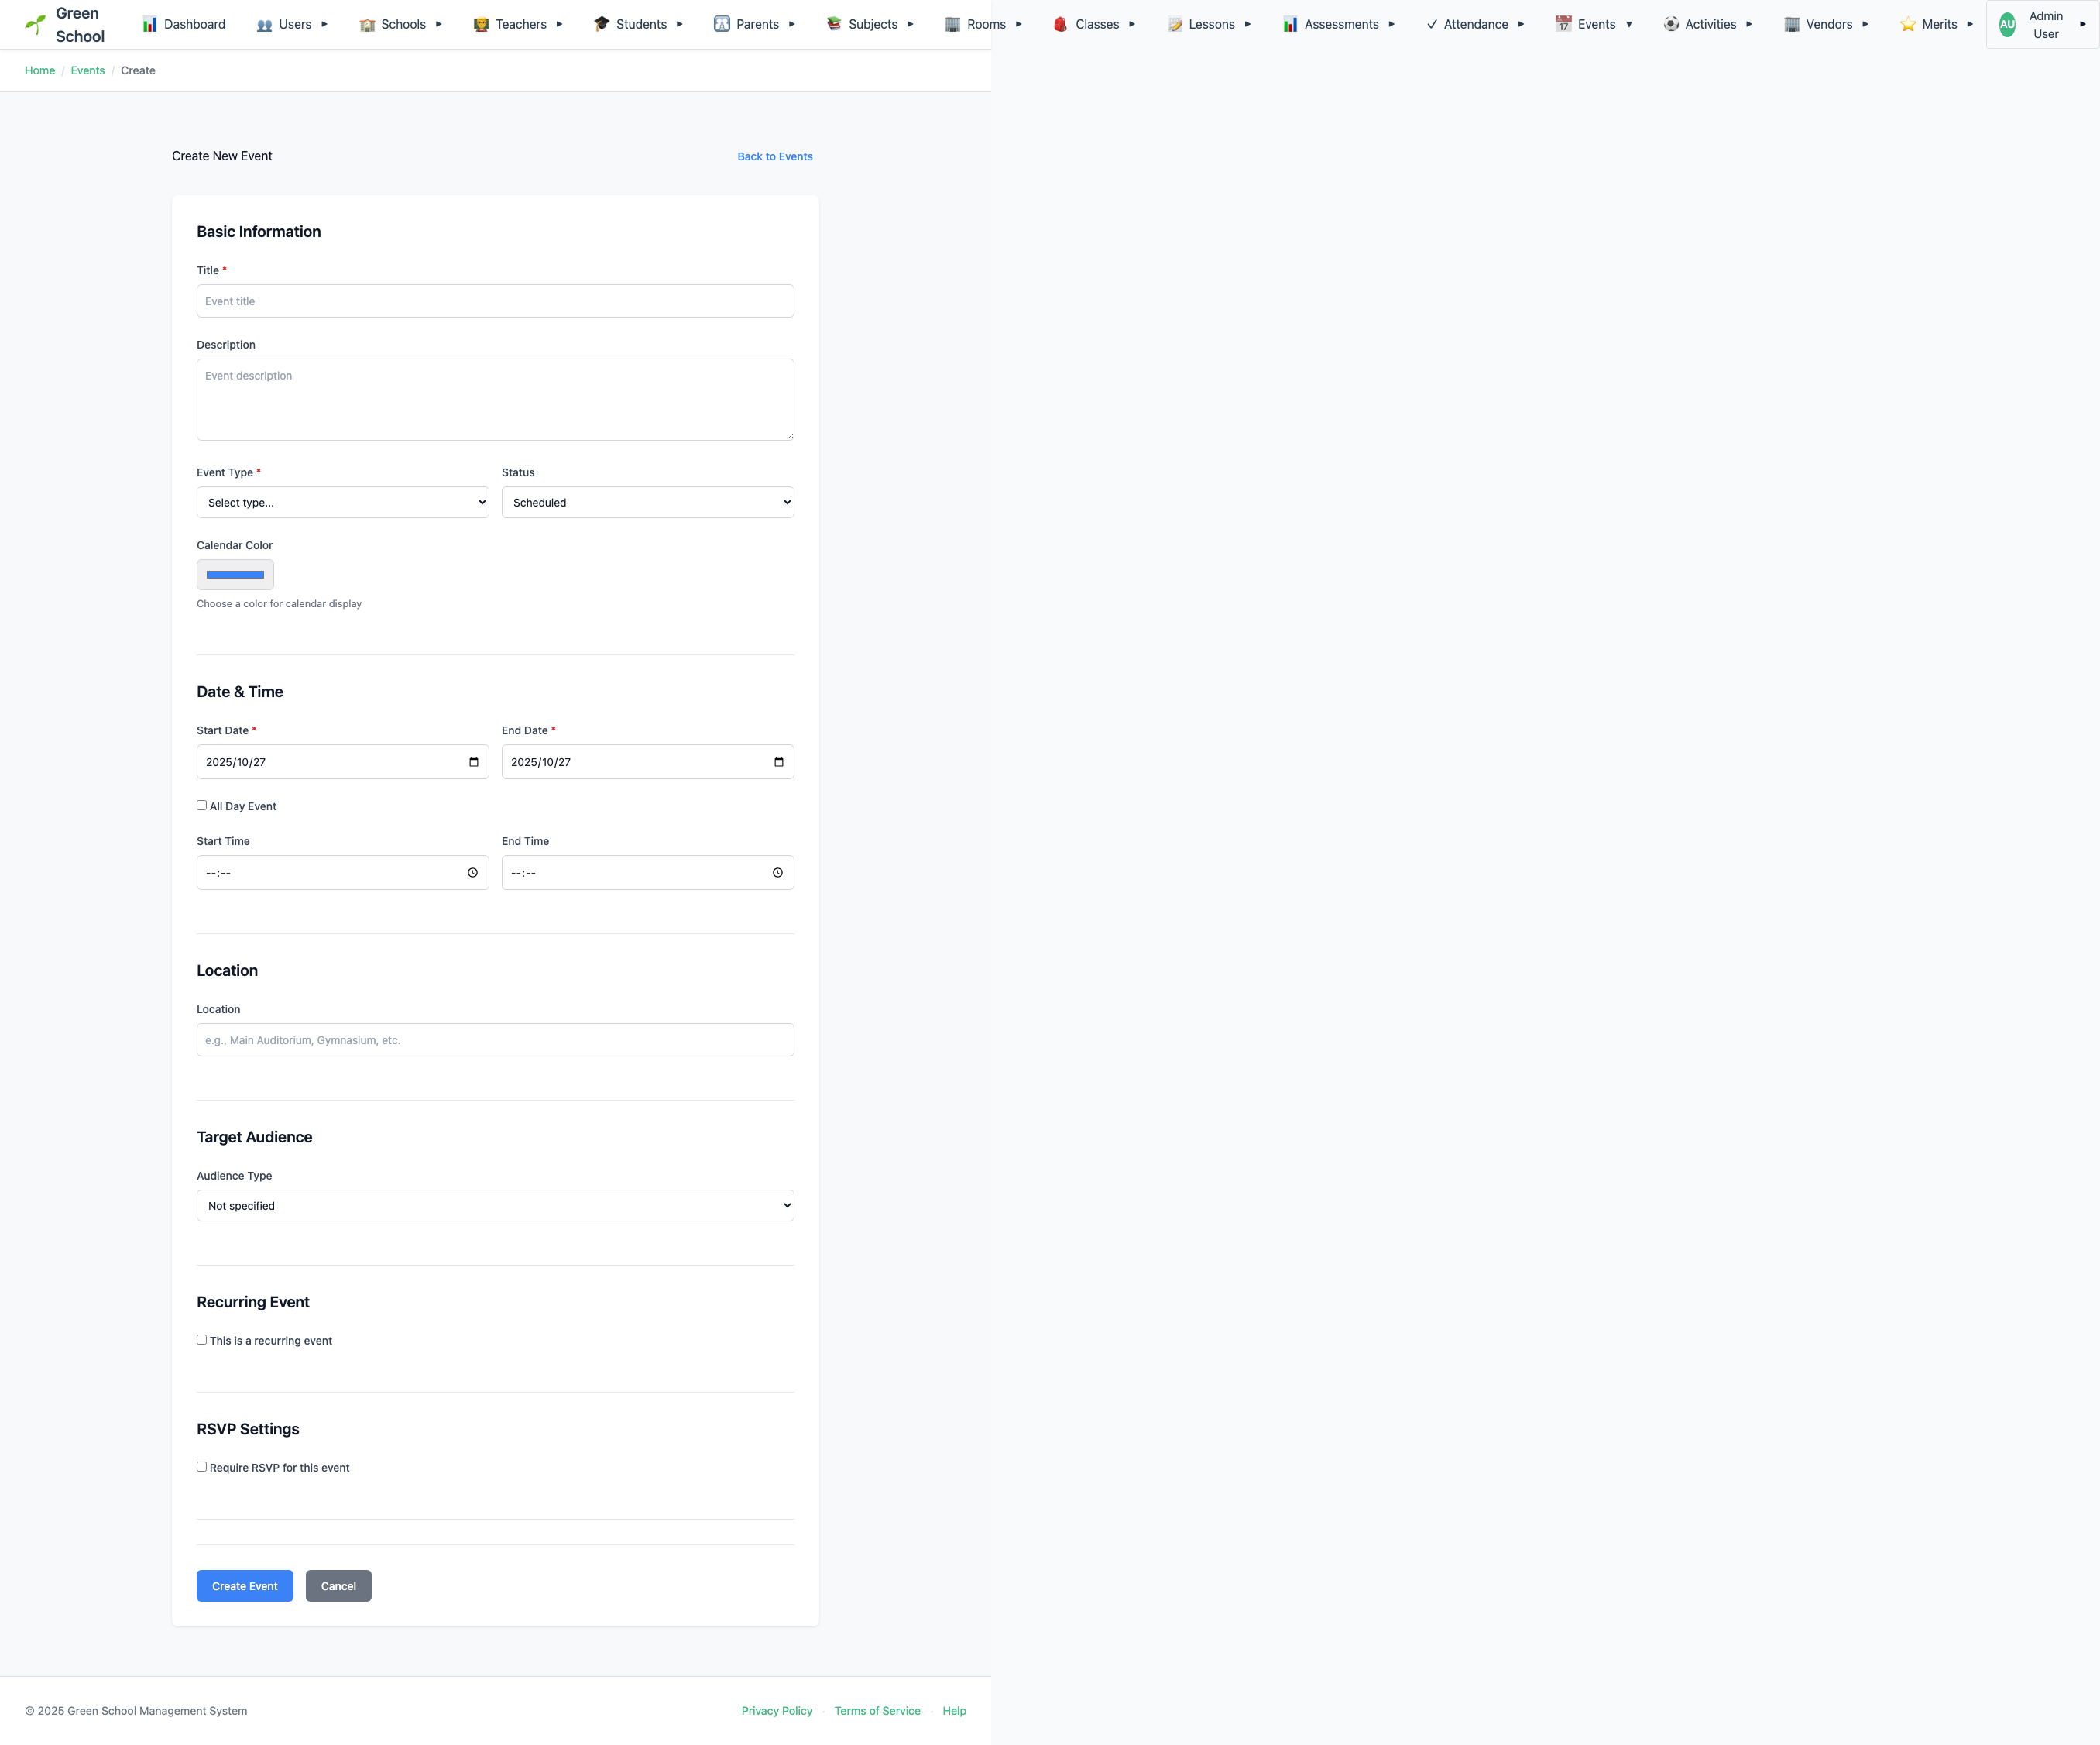 Green School
Dashboard
Users
Schools
Teachers
Students
Parents
Subjects
Rooms
Classes
Lessons
Assessments
Attendance
Events
Activities
Vendors
Merits
AU
Admin User
Home / Events / Create
Create New Event
Back to Events
Basic Information
Title *
Event title
Description
Event description
Event Type *
Status
Select type...
Scheduled
Calendar Color
Choose a color for calendar display
Date & Time
Start Date *
End Date *
2025/10/27
2025/10/27
All Day Event
Start Time
End Time
--:--
--:--
Location
Location
e.g., Main Auditorium, Gymnasium, etc.
Target Audience
Audience Type
Not specified
Recurring Event
This is a recurring event
RSVP Settings
Require RSVP for this event
Create Event
Cancel
© 2025 Green School Management System
Privacy Policy · Terms of Service · Help